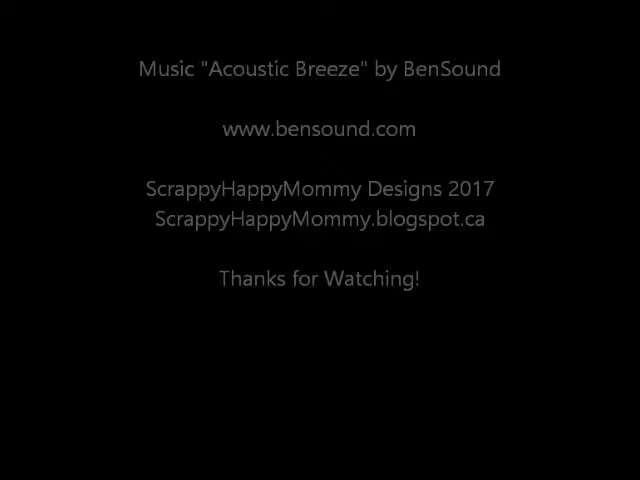 Music "Acoustic Breeze" by BenSound
www.bensound.com
ScrappyHappyMommy Designs 2017
ScrappyHappyMommy.blogspot.ca
Thanks for Watching!